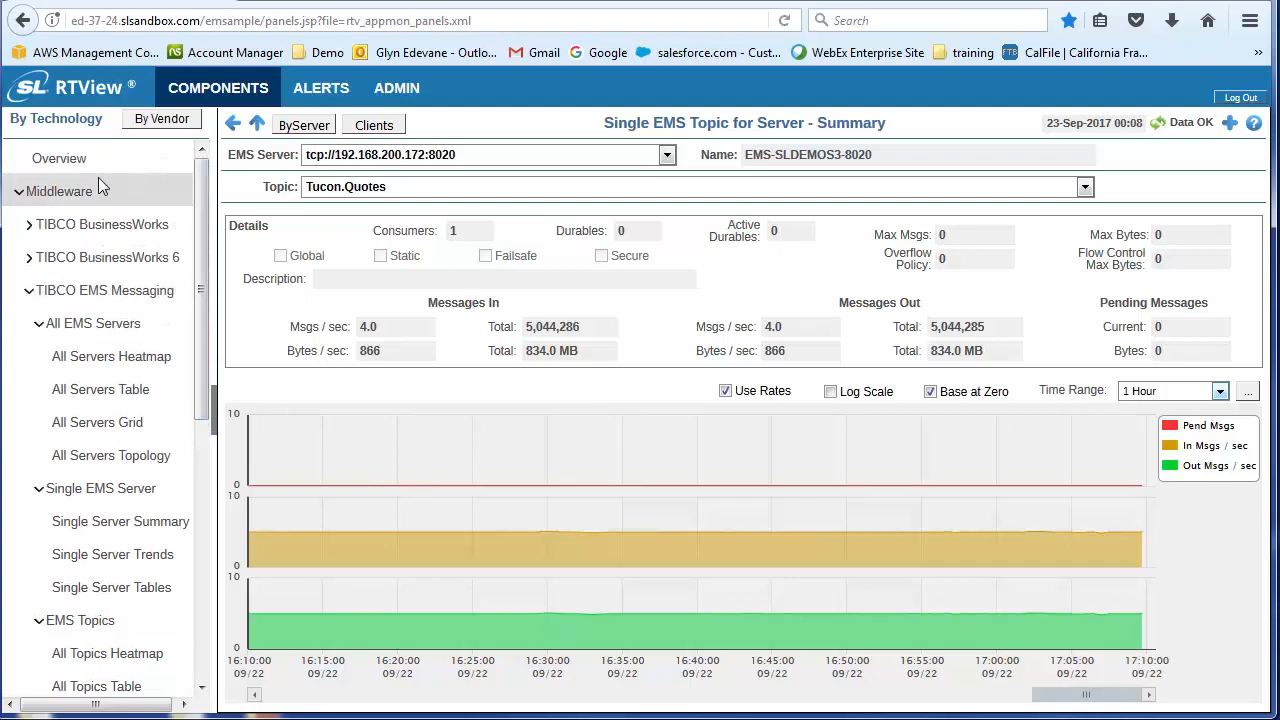 ed-37-24.slsandbox.com/emsample/panels.jsp?file=rtv_appmon_panels.xml
Search
AWS Management Co...
Account Manager
Demo
Glyn Edevane - Outlo...
Gmail
Google
salesforce.com - Cust...
WebEx Enterprise Site
training
FTB
CalFile | California Fra...
»
SL RTView ®
COMPONENTS
ALERTS
ADMIN
Log Out
By Technology
By Vendor
Overview
Middleware
TIBCO BusinessWorks
TIBCO BusinessWorks 6
TIBCO EMS Messaging
All EMS Servers
All Servers Heatmap
All Servers Table
All Servers Grid
All Servers Topology
Single EMS Server
Single Server Summary
Single Server Trends
Single Server Tables
EMS Topics
All Topics Heatmap
All Topics Table
ByServer
Clients
Single EMS Topic for Server - Summary
23-Sep-2017 00:08
Data OK
EMS Server: tcp://192.168.200.172:8020 Name: EMS-SLDEMOS3-8020
Topic: Tucon.Quotes
Details
Consumers: 1
Durables: 0
Active Durables: 0
Max Msgs: 0
Max Bytes: 0
Global
Static
Failsafe
Secure
Overflow Policy: 0
Flow Control Max Bytes: 0
Description:
Messages In
Messages Out
Pending Messages
Msgs / sec: 4.0 Total: 5,044,286 Msgs / sec: 4.0 Total: 5,044,285 Current: 0
Bytes / sec: 866 Total: 834.0 MB Bytes / sec: 866 Total: 834.0 MB Bytes: 0
Use Rates
Log Scale
Base at Zero
Time Range: 1 Hour
...
10
0
10
0
10
0
Pend Msgs
In Msgs / sec
Out Msgs / sec
16:10:00 16:15:00 16:20:00 16:25:00 16:30:00 16:35:00 16:40:00 16:45:00 16:50:00 16:55:00 17:00:00 17:05:00 17:10:00
09/22 09/22 09/22 09/22 09/22 09/22 09/22 09/22 09/22 09/22 09/22 09/22 09/22